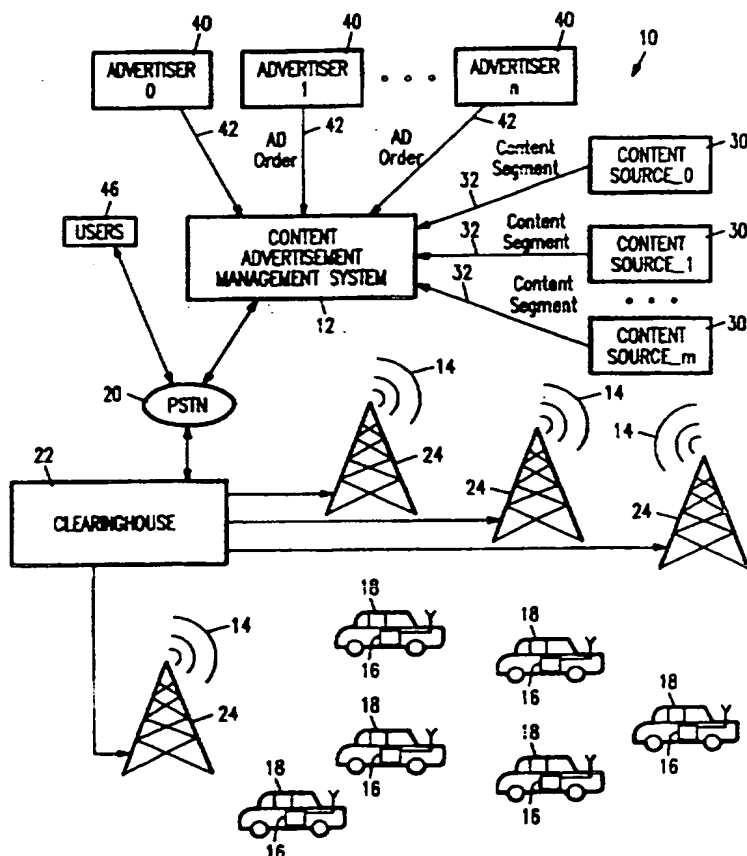 40 40 40 10
ADVERTISER 0
ADVERTISER 1
• • •
ADVERTISER n
42 42 42
AD Order
AD Order
Content Segment
30
CONTENT SOURCE_0
32
46
USERS
CONTENT ADVERTISEMENT MANAGEMENT SYSTEM
32
Content Segment
30
CONTENT SOURCE_1
32
Content Segment
• • •
30
CONTENT SOURCE_m
12
20
PSTN
14 14 14
22
CLEARINGHOUSE
24 24 24
14
24
18 16
18 16
18 16
18 16
18 16
18 16